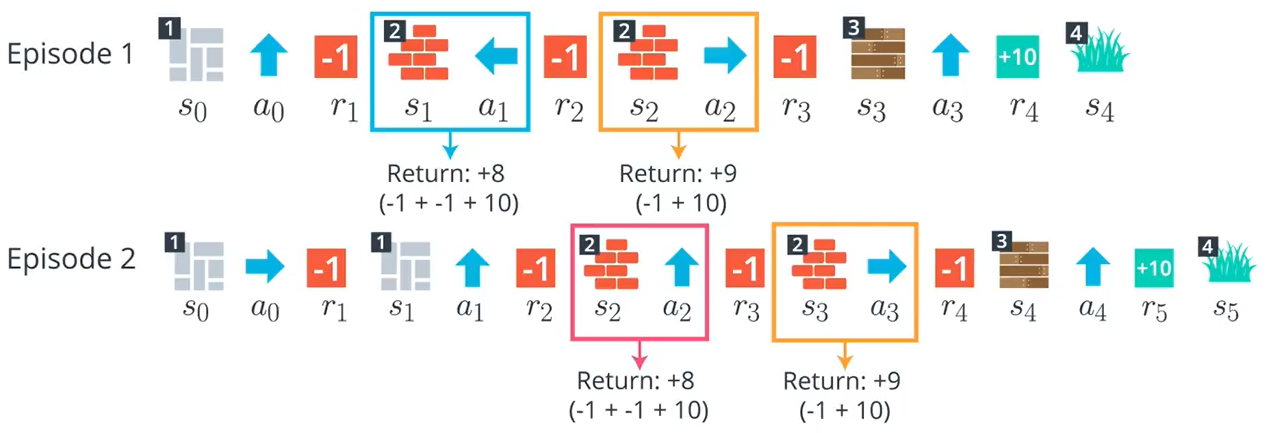 Episode 1
1 -1 2 -1 2 -1 3 +10 4
s₀ a₀ r₁ s₁ a₁ r₂ s₂ a₂ r₃ s₃ a₃ r₄ s₄
Return: +8 Return: +9
(-1 + -1 + 10) (-1 + 10)
Episode 2
1 -1 1 -1 2 -1 2 -1 3 +10 4
s₀ a₀ r₁ s₁ a₁ r₂ s₂ a₂ r₃ s₃ a₃ r₄ s₄ a₄ r₅ s₅
Return: +8 Return: +9
(-1 + -1 + 10) (-1 + 10)